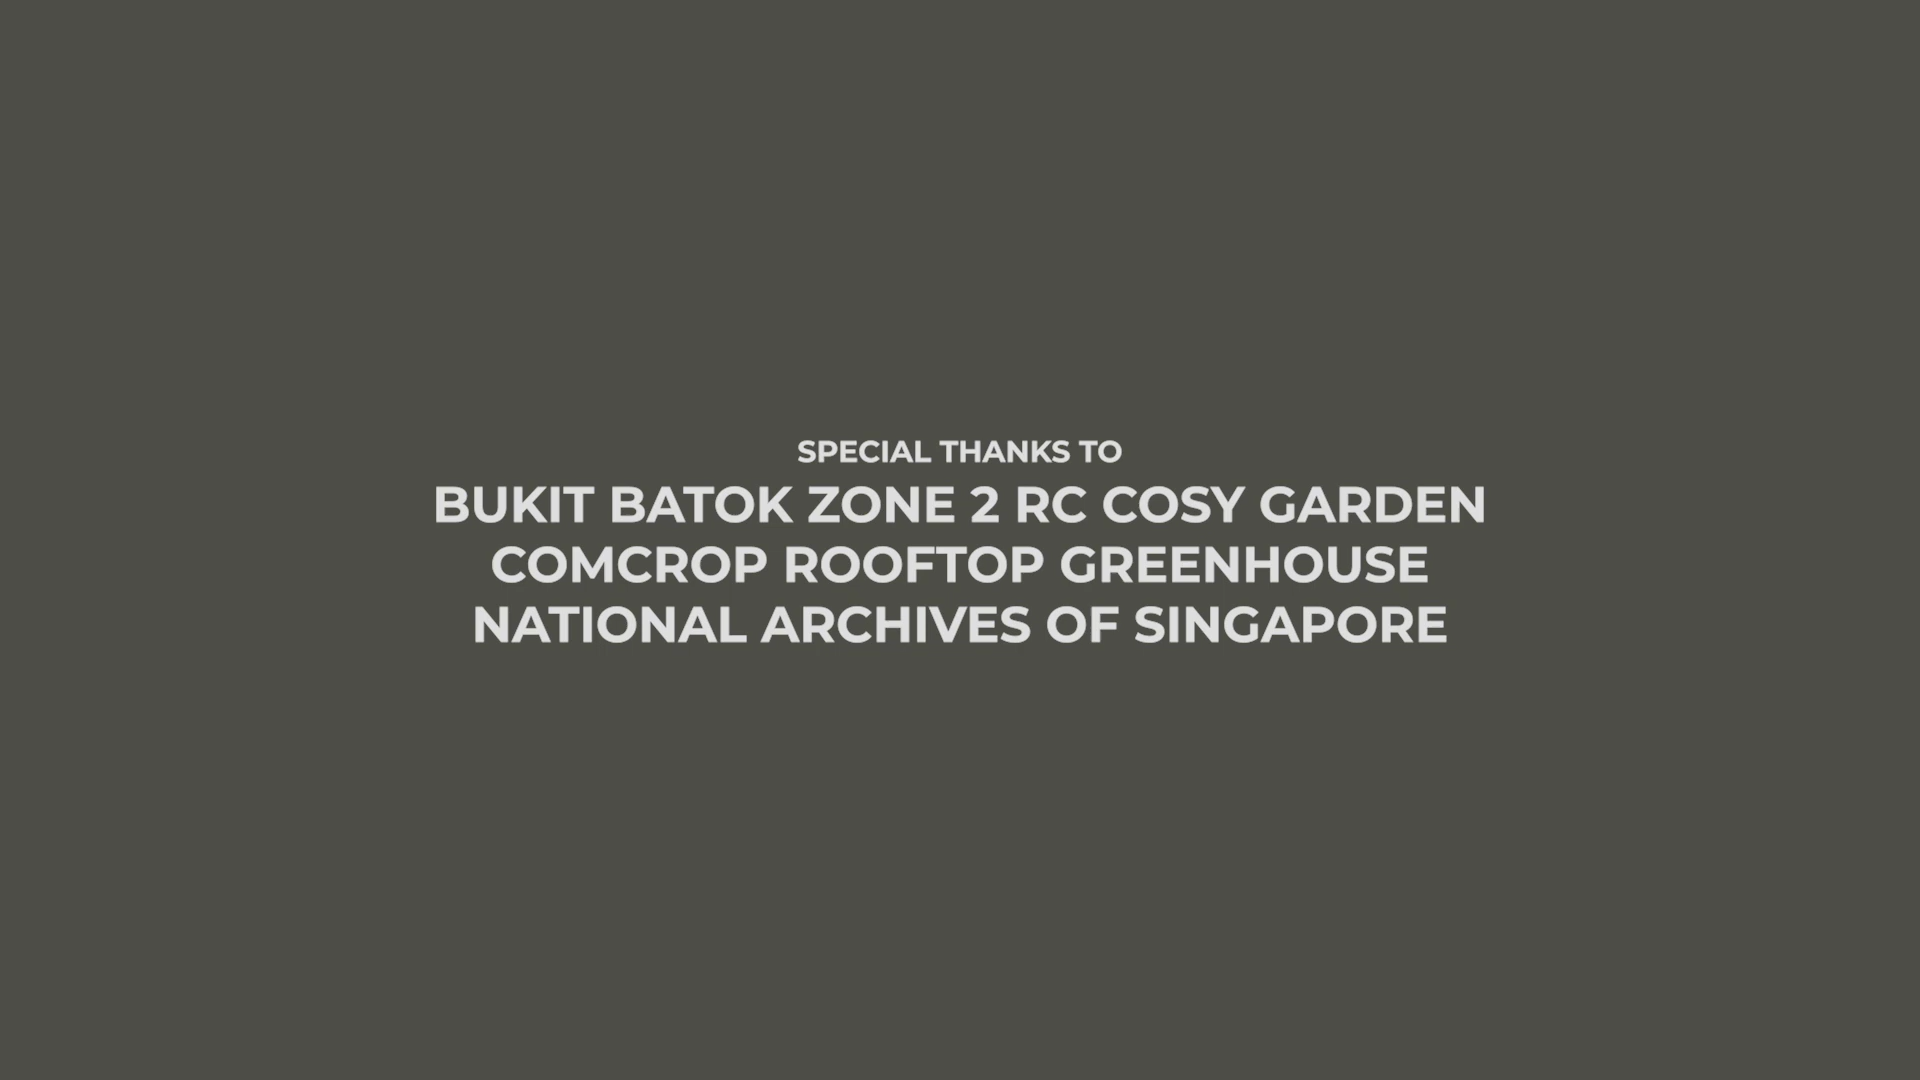 SPECIAL THANKS TO
BUKIT BATOK ZONE 2 RC COSY GARDEN
COMCROP ROOFTOP GREENHOUSE
NATIONAL ARCHIVES OF SINGAPORE